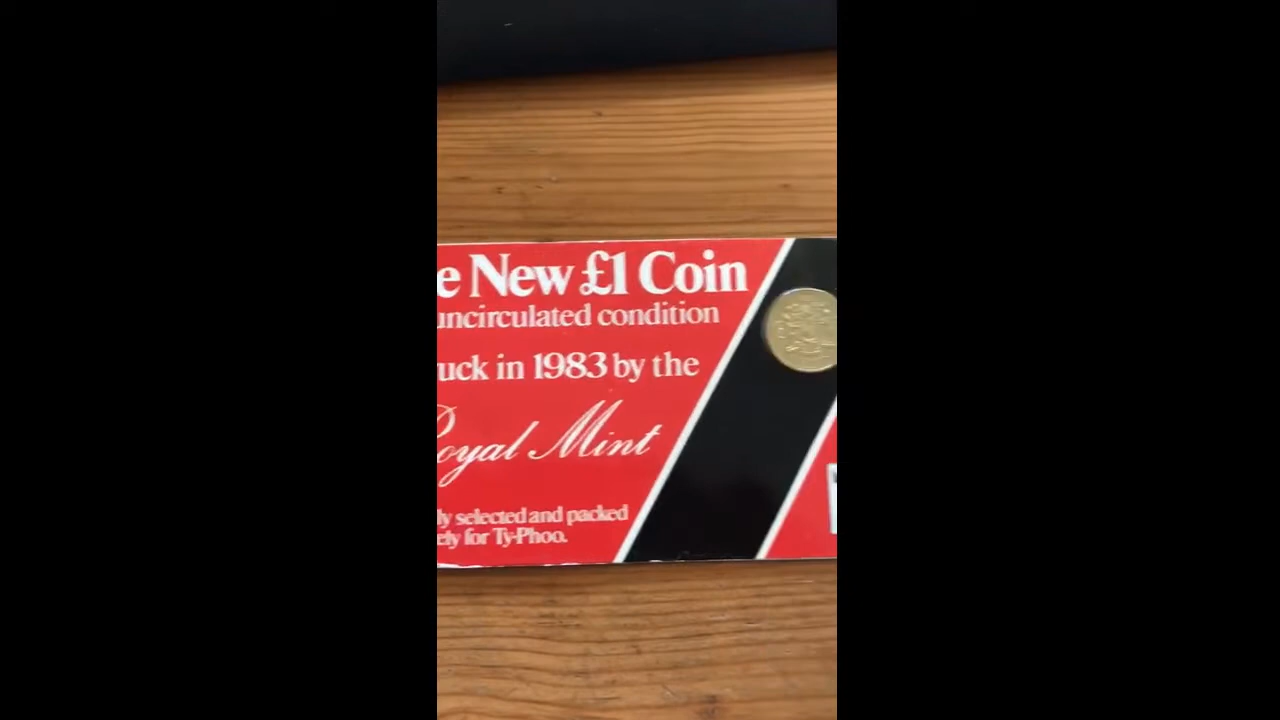 e New £1 Coin
uncirculated condition
uck in 1983 by the
Royal Mint
ly selected and packed
ely for Ty-Phoo.